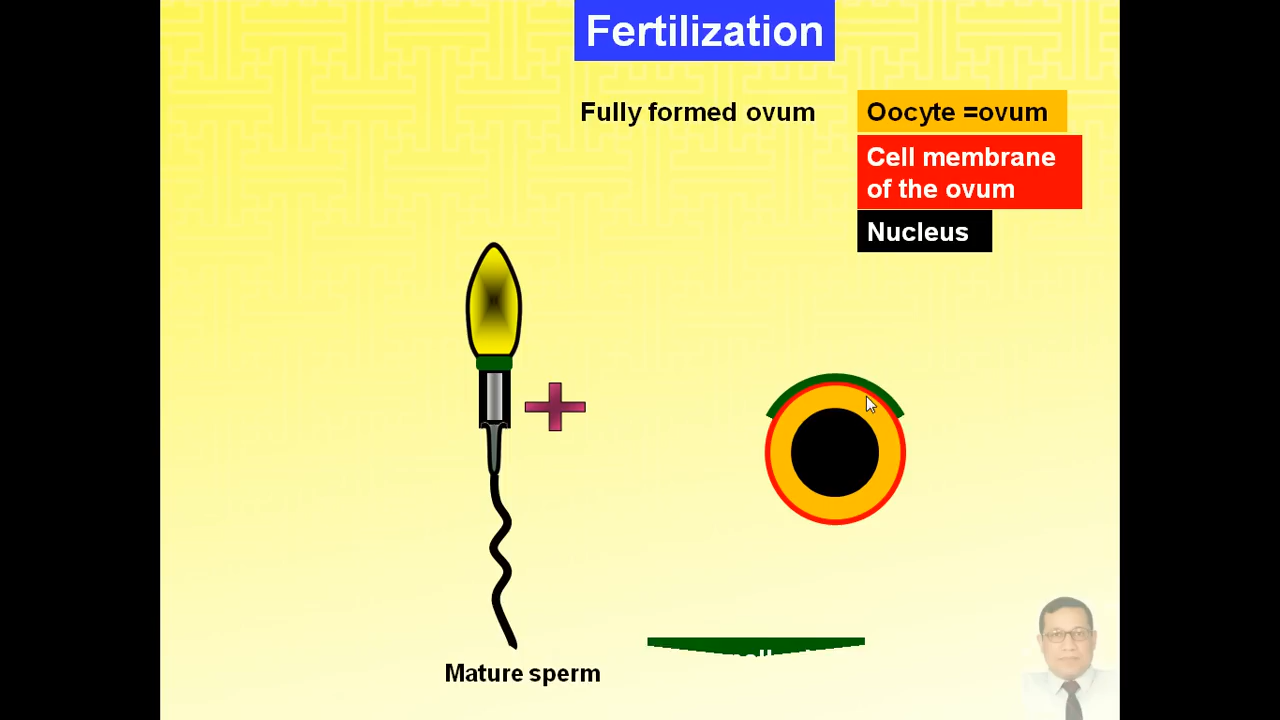 Fertilization
Fully formed ovum
Oocyte =ovum
Cell membrane
of the ovum
Nucleus
Mature sperm